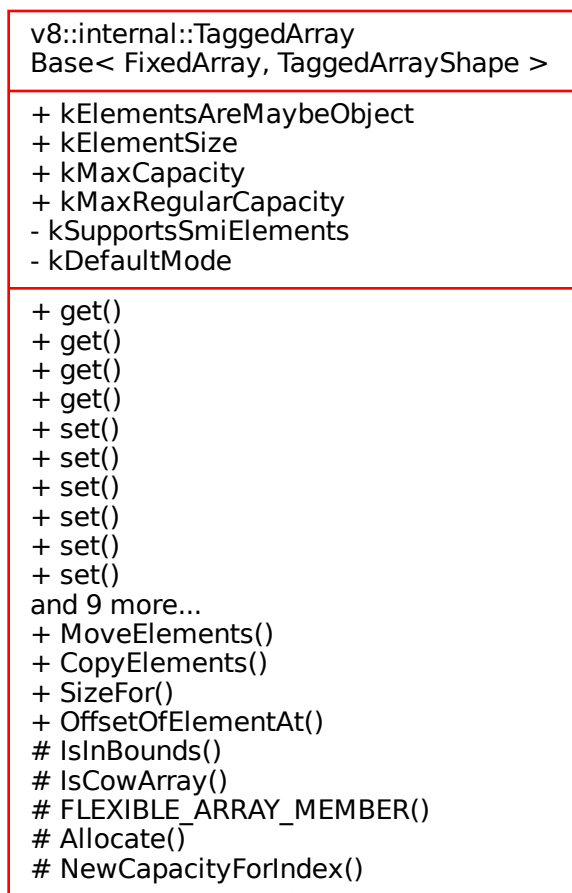 v8::internal::TaggedArray
Base< FixedArray, TaggedArrayShape >
+ kElementsAreMaybeObject
+ kElementSize
+ kMaxCapacity
+ kMaxRegularCapacity
- kSupportsSmiElements
- kDefaultMode
+ get()
+ get()
+ get()
+ get()
+ set()
+ set()
+ set()
+ set()
+ set()
+ set()
and 9 more...
+ MoveElements()
+ CopyElements()
+ SizeFor()
+ OffsetOfElementAt()
# IsInBounds()
# IsCowArray()
# FLEXIBLE_ARRAY_MEMBER()
# Allocate()
# NewCapacityForIndex()